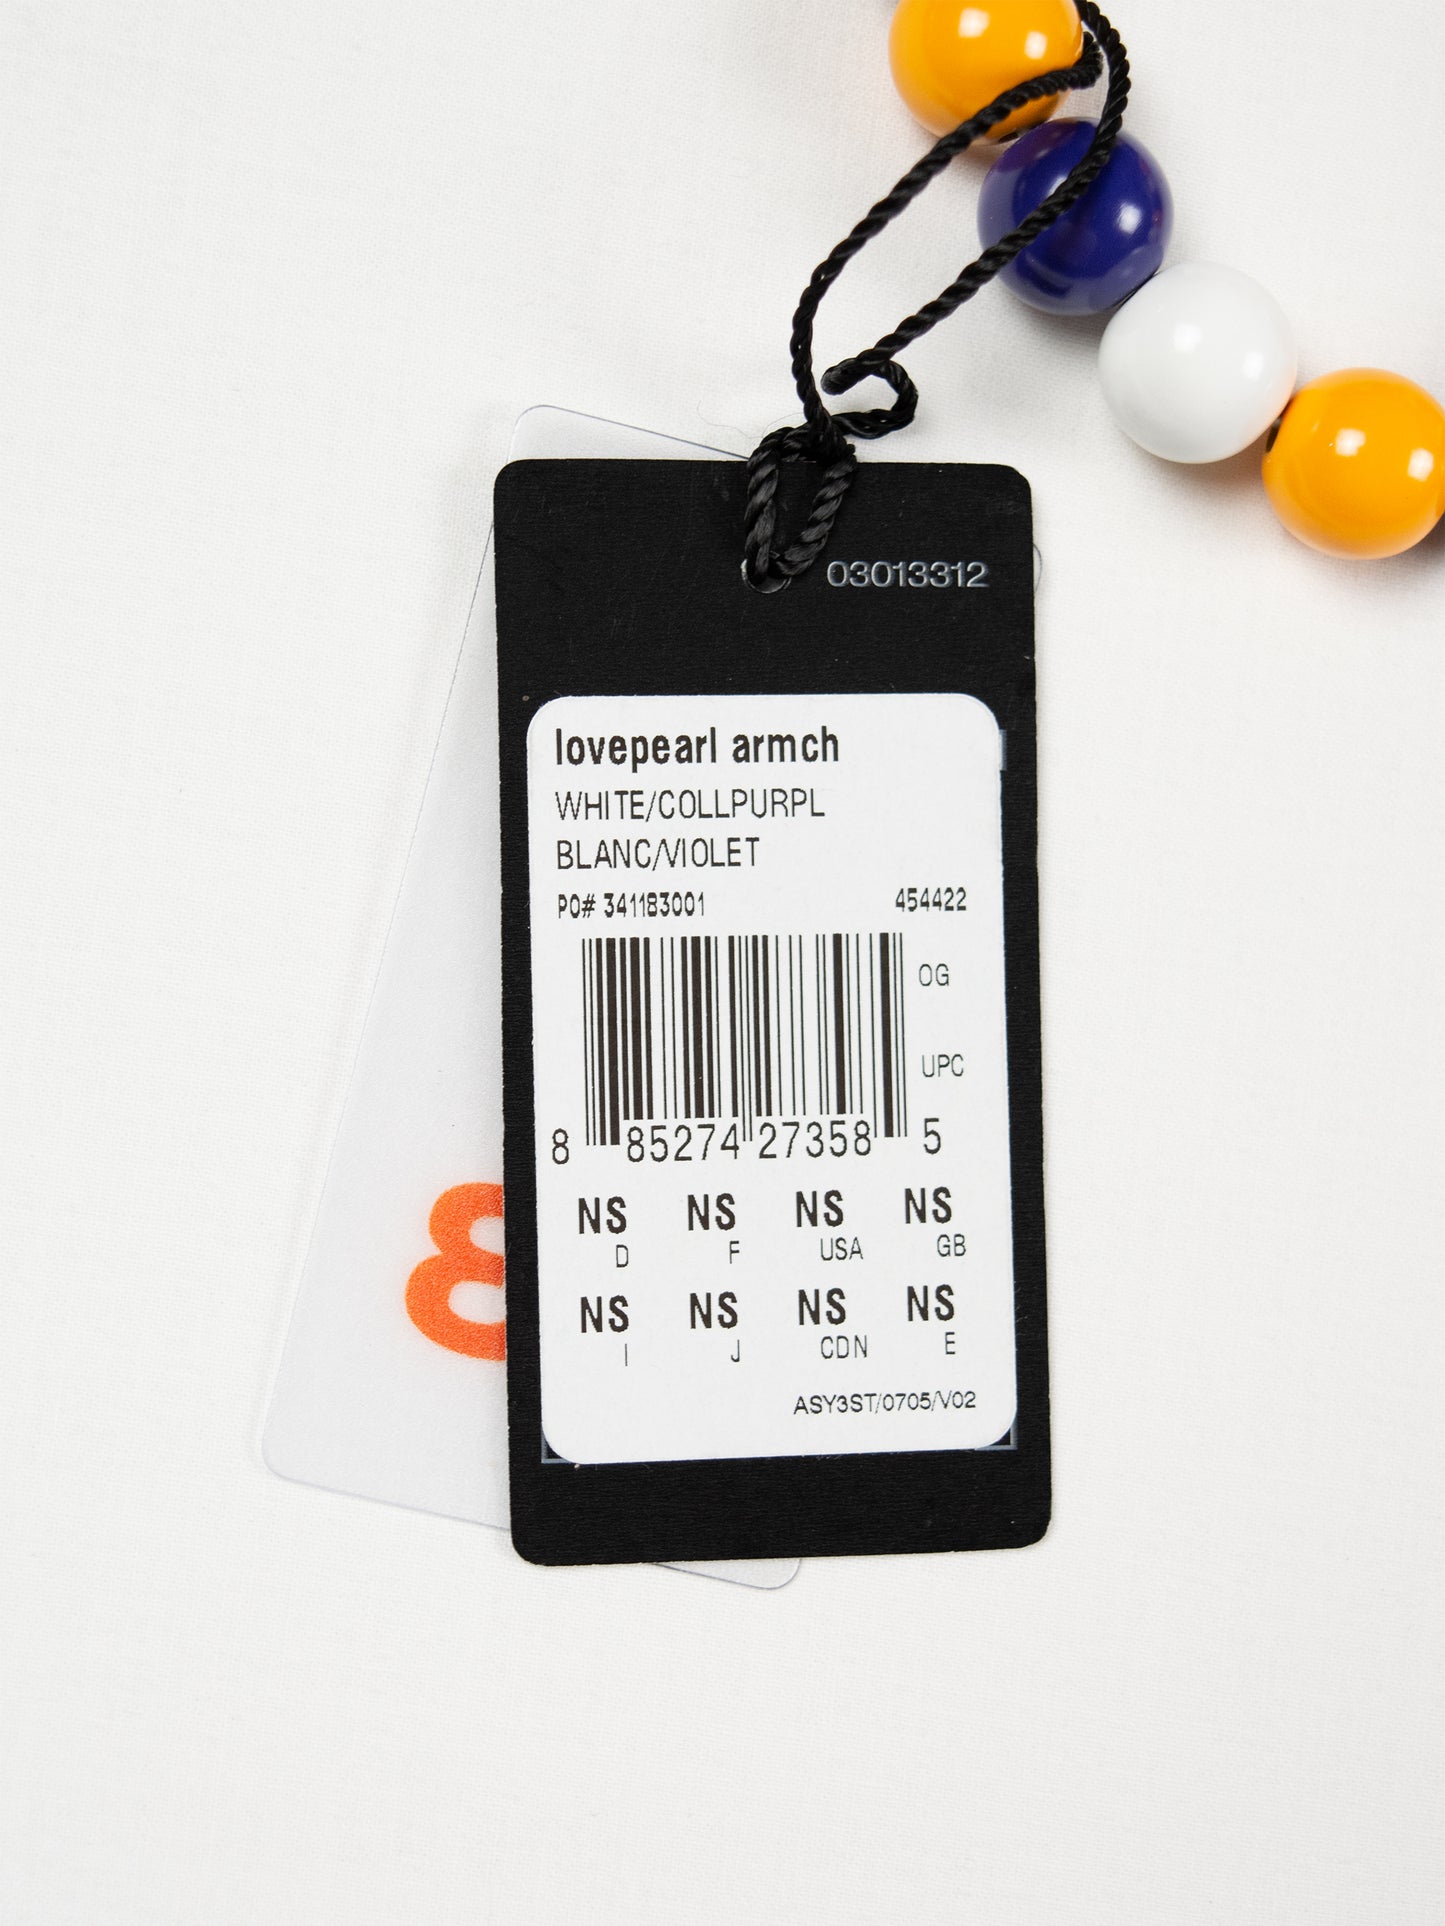 03013312
lovepearl armch
WHITE/COLLPURPL
BLANC/VIOLET
PO# 341183001 454422
OG
UPC
8 85274 27358 5
NS NS NS NS
D F USA GB
NS NS NS NS
I J CDN E
ASY3ST/0705/V02